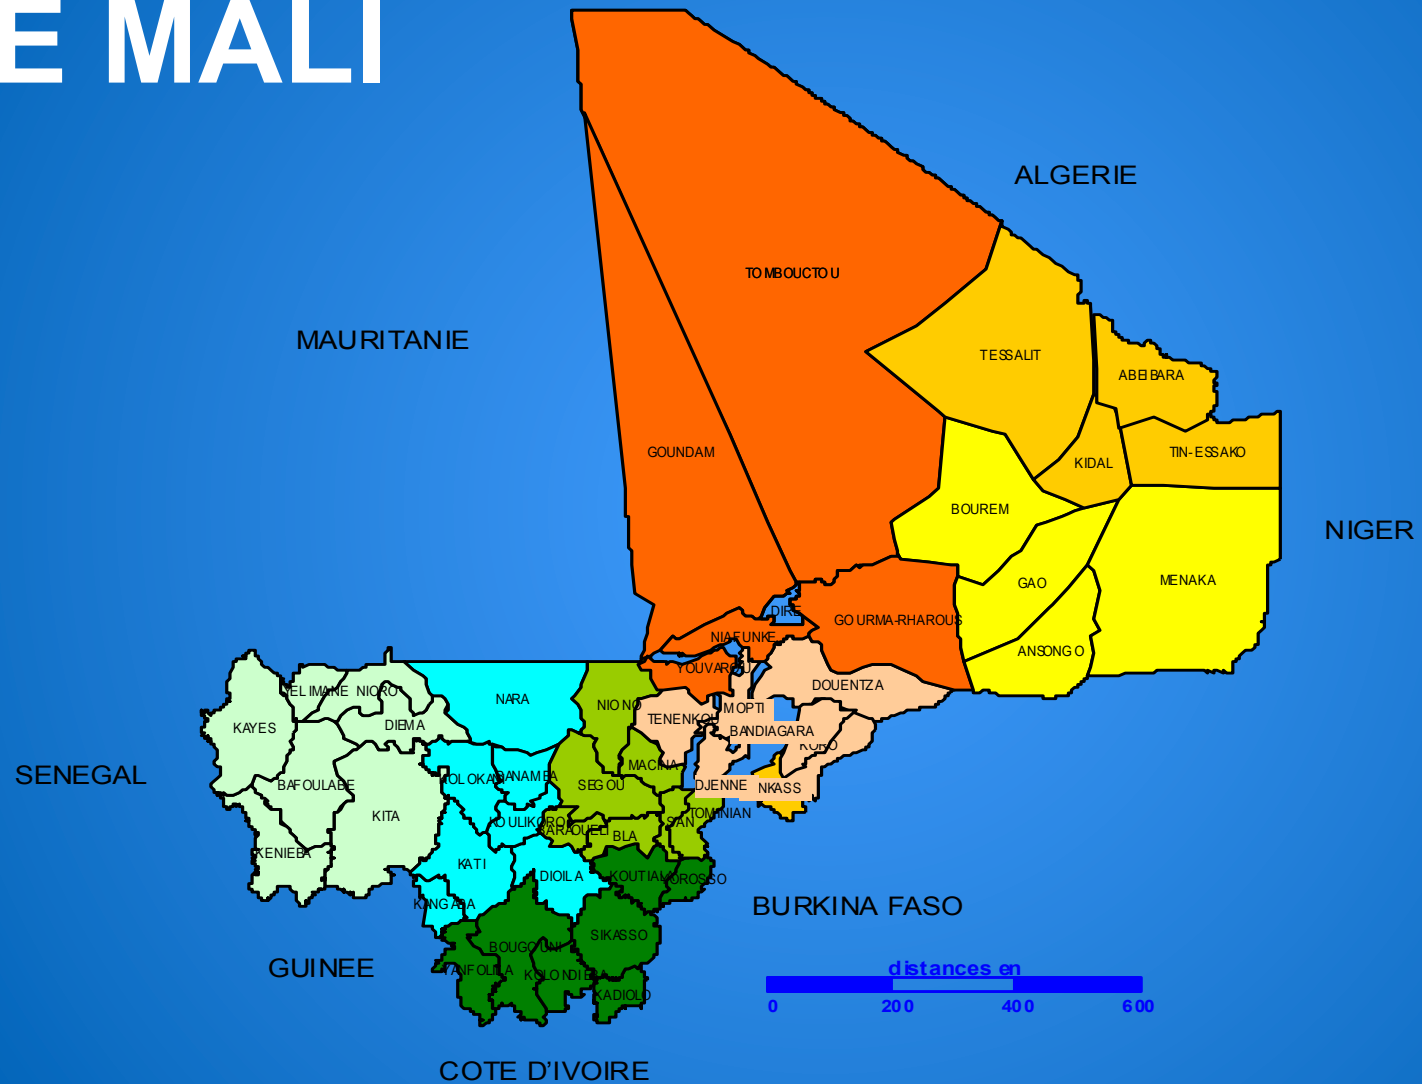 E MALI
ALGERIE
TOMBOUCTOU
MAURITANIE
TESSALIT
ABEIBARA
GOUNDAM
KIDAL
TIN-ESSAKO
BOUREM
NIGER
GAO
MENAKA
DIRE
GOURMA-RHAROUS
NIAFUNKE
ANSONGO
YOUVAROU
DOUENTZA
YELIMANE
NIORO
NARA
NIONO
MOPTI
TENENKOU
KAYES
DIEMA
BANDIAGARA
KORO
MACINA
SENEGAL
BAFOULABE
KOLOKANI
BANAMBA
SEGOU
DJENNE
NKASS
KITA
KOULIKORO
BARAOUELI
BLA
SAN
TOMINIAN
KENIEBA
KATI
DIOILA
KOUTIALA
YOROSSO
KANGABA
BURKINA FASO
SIKASSO
BOUGOUNI
GUINEE
YANFOLILA
KOLONDIEBA
KADIOLO
distances en
0 200 400 600
COTE D'IVOIRE